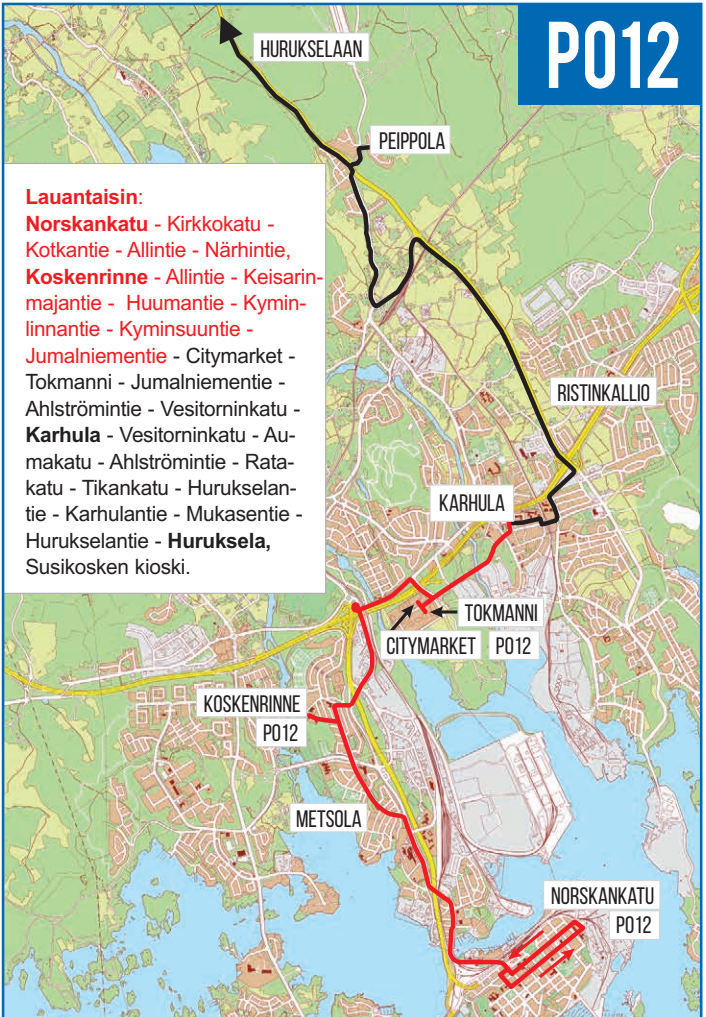 P012
HURUKSELAAN
PEIPPOLA
Lauantaisin:
Norskankatu - Kirkkokatu -
Kotkantie - Allintie - Närhintie,
Koskenrinne - Allintie - Keisarin-
majantie - Huumantie - Kymin-
linnantie - Kyminsuuntie -
Jumalniementie - Citymarket -
Tokmanni - Jumalniementie -
Ahlströmintie - Vesitorninkatu -
Karhula - Vesitorninkatu - Au-
makatu - Ahlströmintie - Rata-
katu - Tikankatu - Hurukselan-
tie - Karhulantie - Mukasentie -
Hurukselantie - Huruksela,
Susikosken kioski.
RISTINKALLIO
KARHULA
TOKMANNI
CITYMARKET P012
KOSKENRINNE
P012
METSOLA
NORSKANKATU
P012